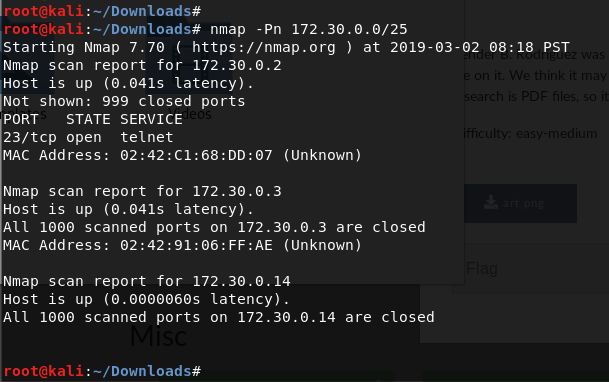 root@kali:~/Downloads#
root@kali:~/Downloads# nmap -Pn 172.30.0.0/25
Starting Nmap 7.70 ( https://nmap.org ) at 2019-03-02 08:18 PST
Nmap scan report for 172.30.0.2
Host is up (0.041s latency).
Not shown: 999 closed ports
PORT   STATE SERVICE
23/tcp open  telnet
MAC Address: 02:42:C1:68:DD:07 (Unknown)
Nmap scan report for 172.30.0.3
Host is up (0.041s latency).
All 1000 scanned ports on 172.30.0.3 are closed
MAC Address: 02:42:91:06:FF:AE (Unknown)
Nmap scan report for 172.30.0.14
Host is up (0.0000060s latency).
All 1000 scanned ports on 172.30.0.14 are closed
root@kali:~/Downloads#
Videos
ender B. Rodriguez was
e on it. We think it may
search is PDF files, so it
ifficulty: easy-medium
art.png
Flag
Misc